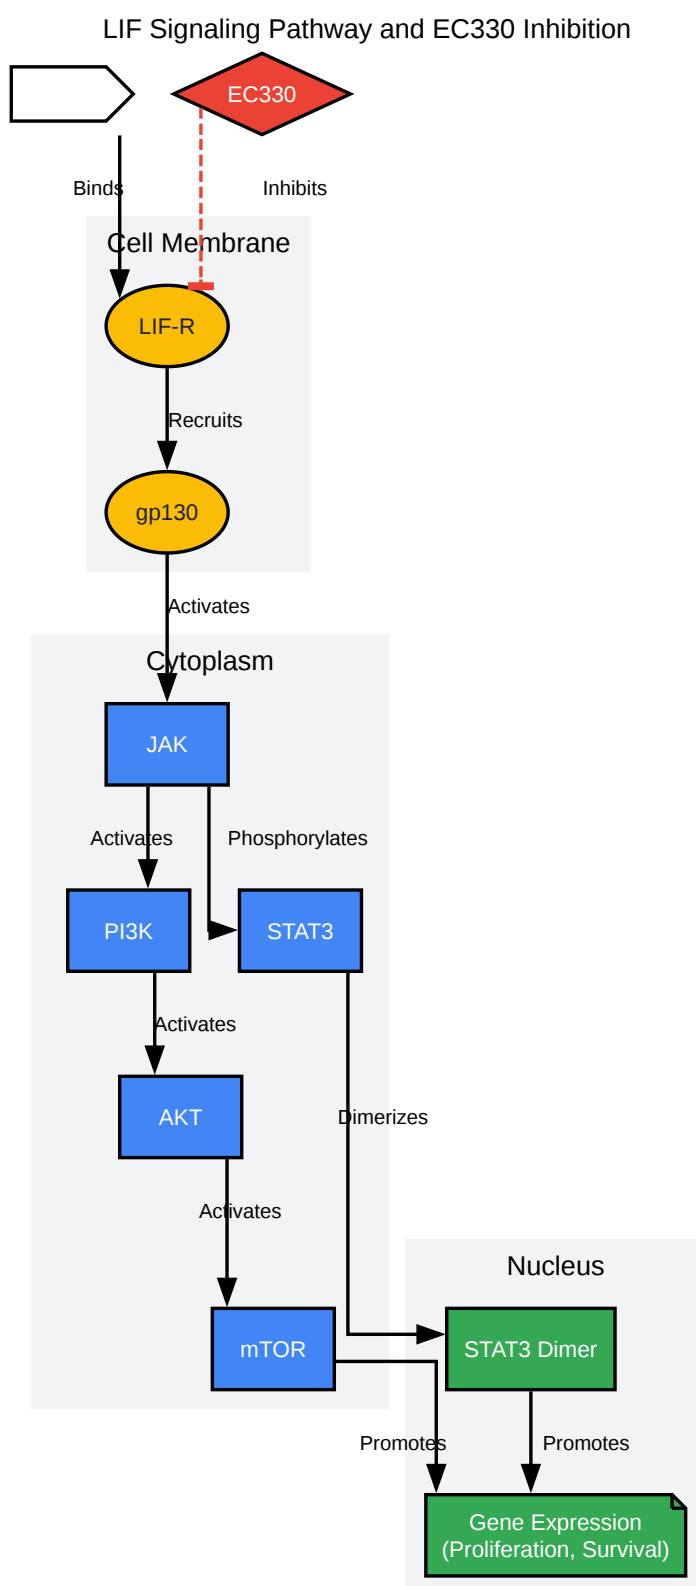 LIF Signaling Pathway and EC330 Inhibition
EC330
Binds
Inhibits
Cell Membrane
LIF-R
Recruits
gp130
Activates
Cytoplasm
JAK
Activates
Phosphorylates
PI3K
STAT3
Activates
AKT
Dimerizes
Activates
Nucleus
mTOR
STAT3 Dimer
Promotes
Promotes
Gene Expression
(Proliferation, Survival)